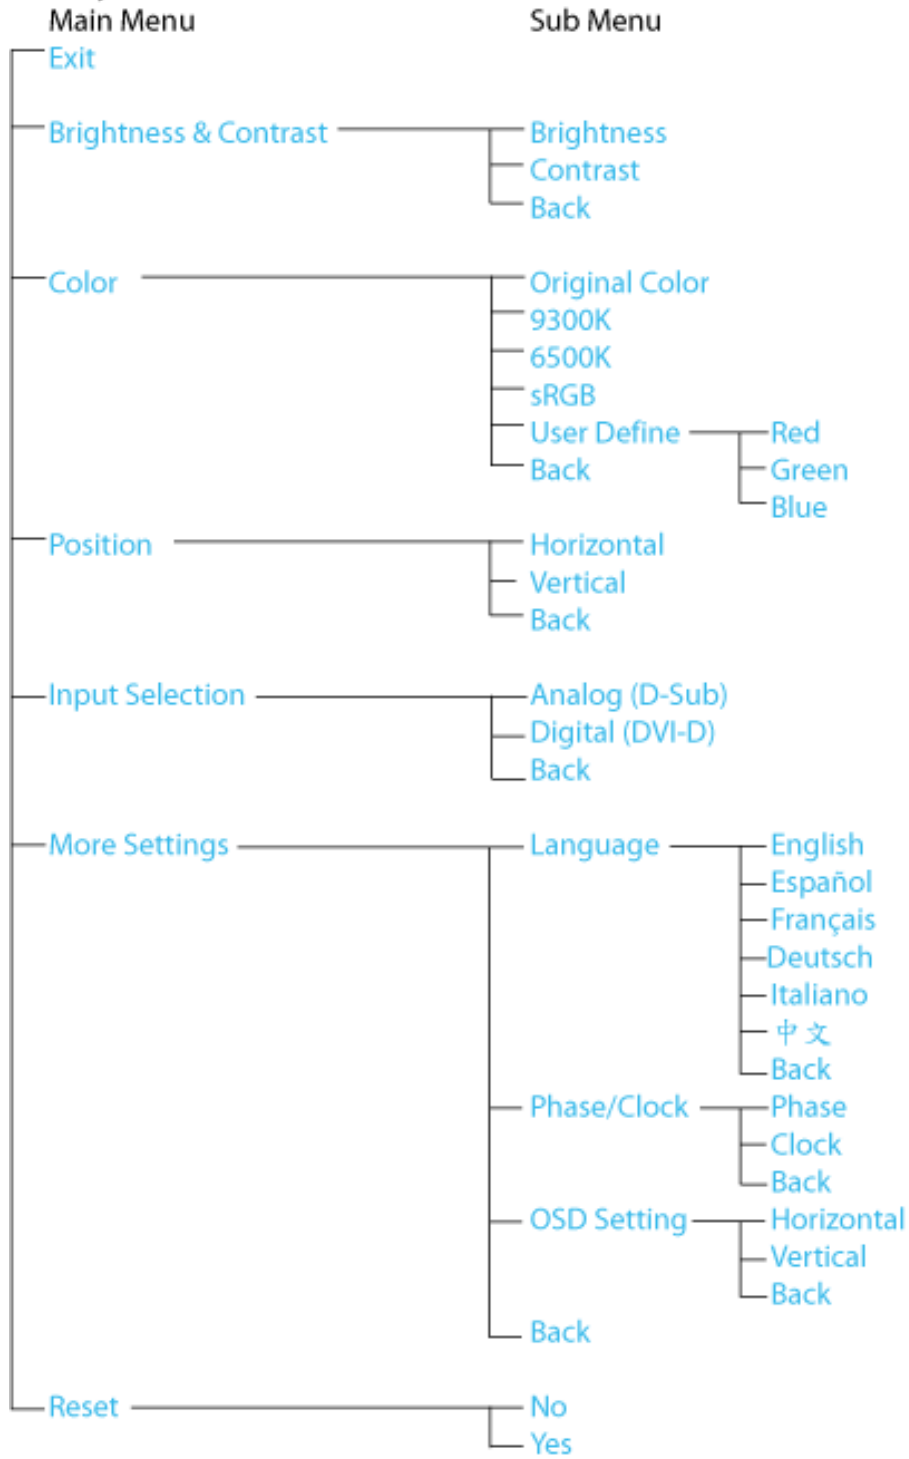 Main Menu Sub Menu
Exit
Brightness & Contrast Brightness
Contrast
Back
Color Original Color
9300K
6500K
sRGB
User Define Red
Back Green
Blue
Position Horizontal
Vertical
Back
Input Selection Analog (D-Sub)
Digital (DVI-D)
Back
More Settings Language English
Español
Français
Deutsch
Italiano
中文
Back
Phase/Clock Phase
Clock
Back
OSD Setting Horizontal
Vertical
Back
Back
Reset No
Yes